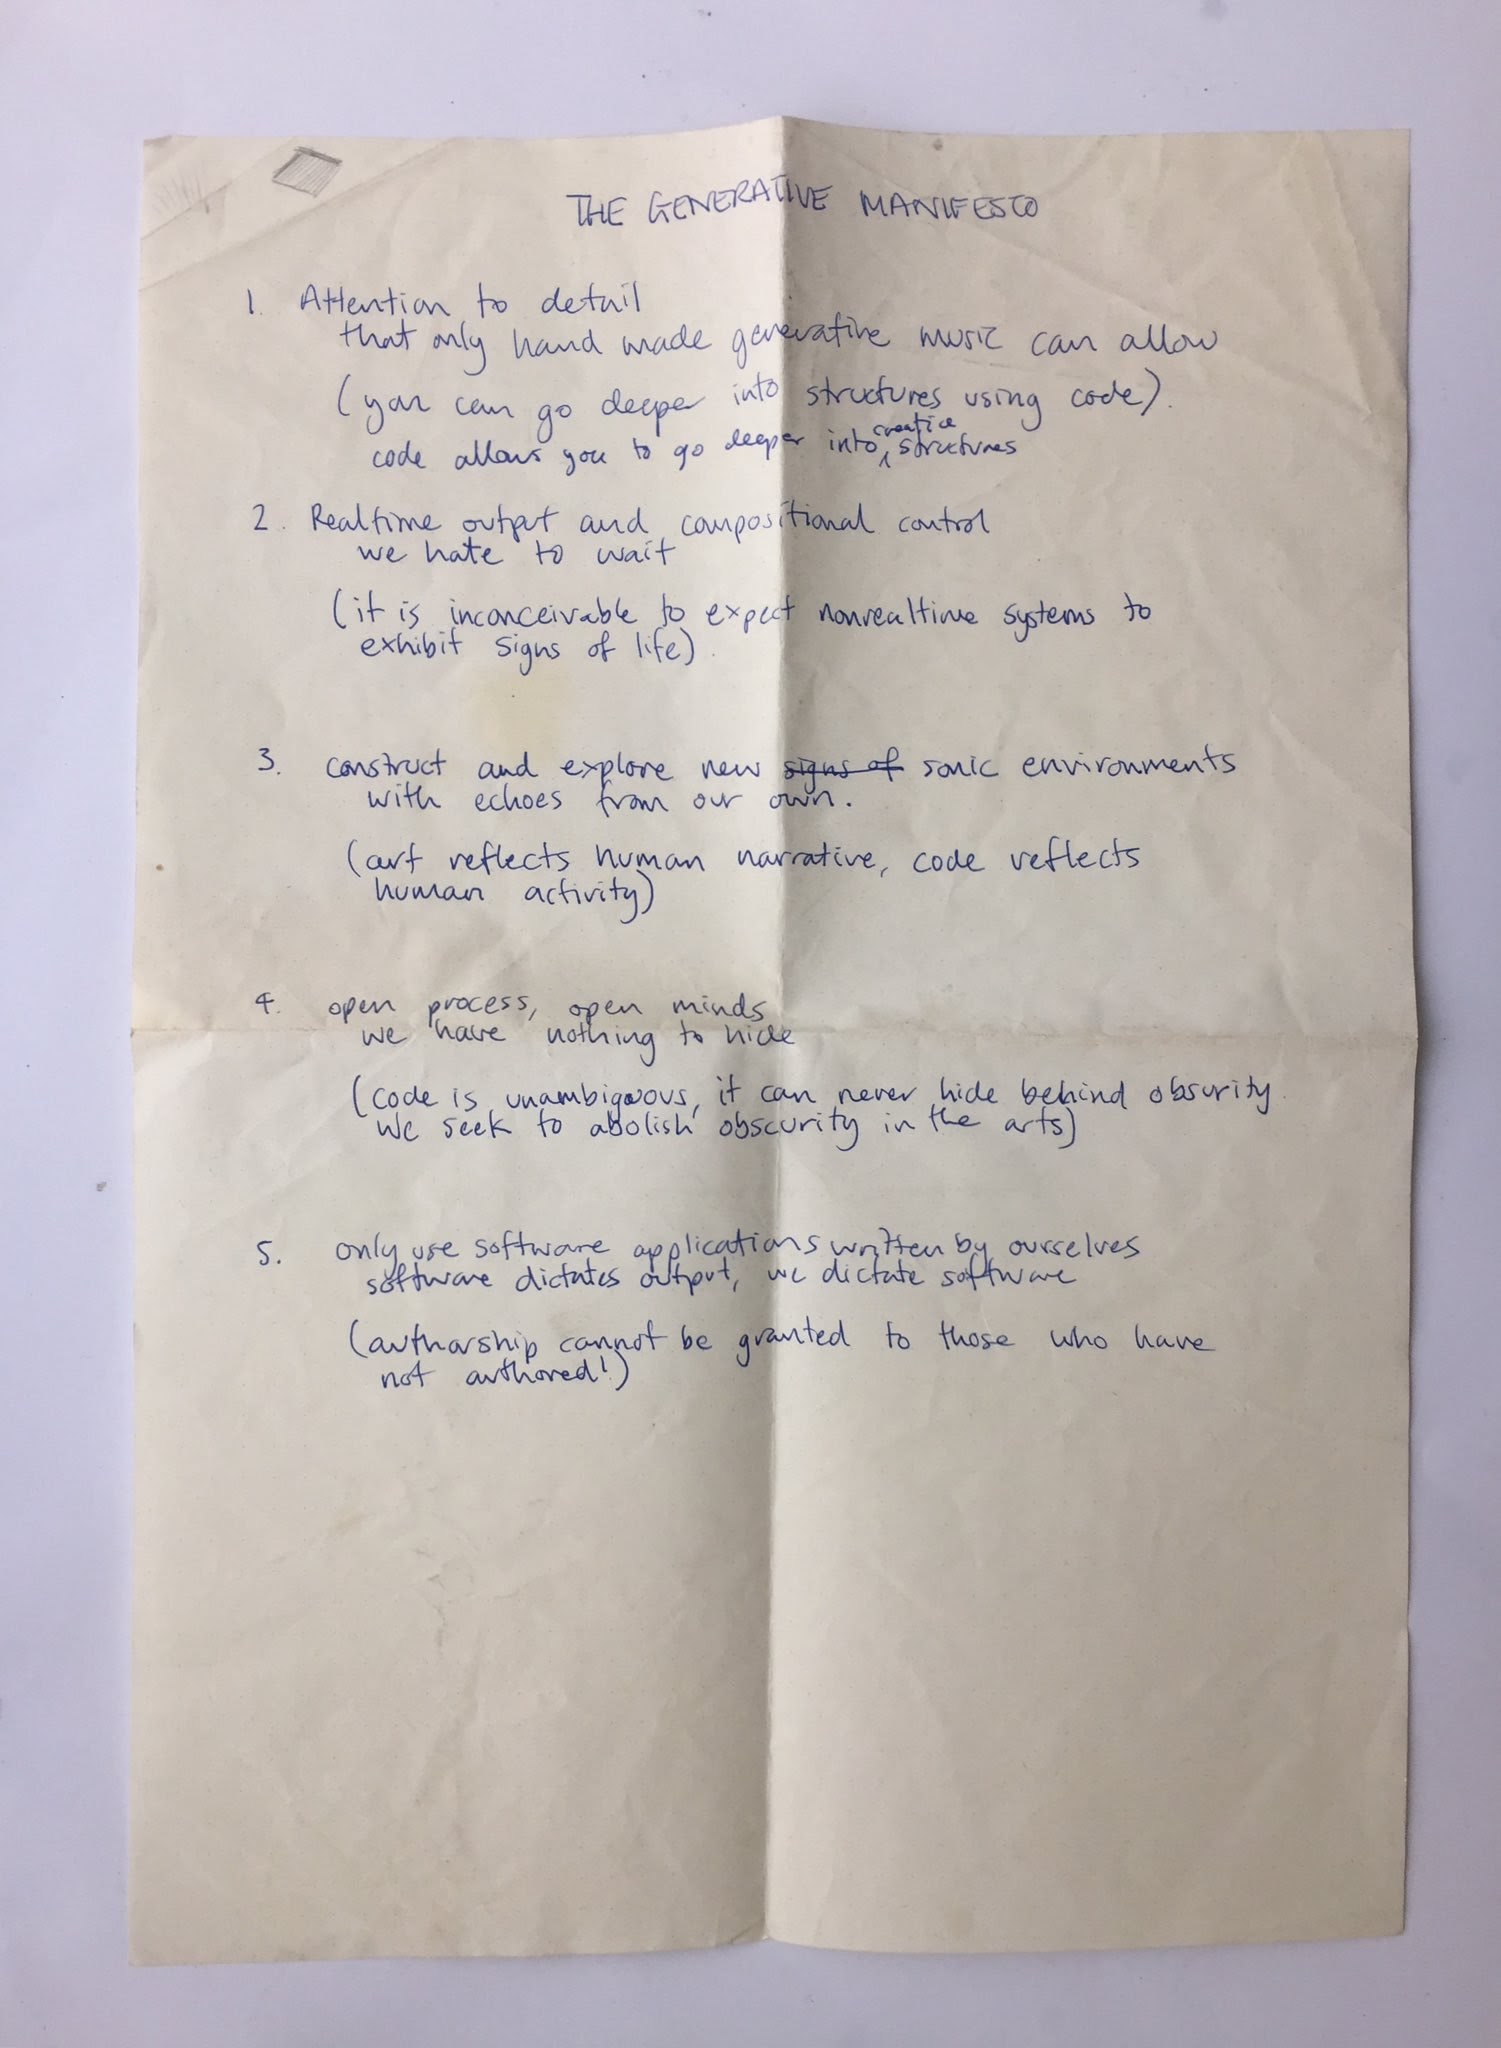 THE GENERATIVE MANIFESTO
1. Attention to detail
that only hand made generative music can allow
(you can go deeper into structures using code).
code allows you to go deeper into creative structures
2. Realtime output and compositional control
we hate to wait
(it is inconceivable to expect nonrealtime systems to
exhibit signs of life).
3. construct and explore new signs of sonic environments
with echoes from our own.
(art reflects human narrative, code reflects
human activity)
4. open process, open minds
we have nothing to hide
(code is unambiguous, it can never hide behind obsurity.
we seek to abolish obscurity in the arts)
5. only use software applications written by ourselves
software dictates output, we dictate software
(authorship cannot be granted to those who have
not authored!)